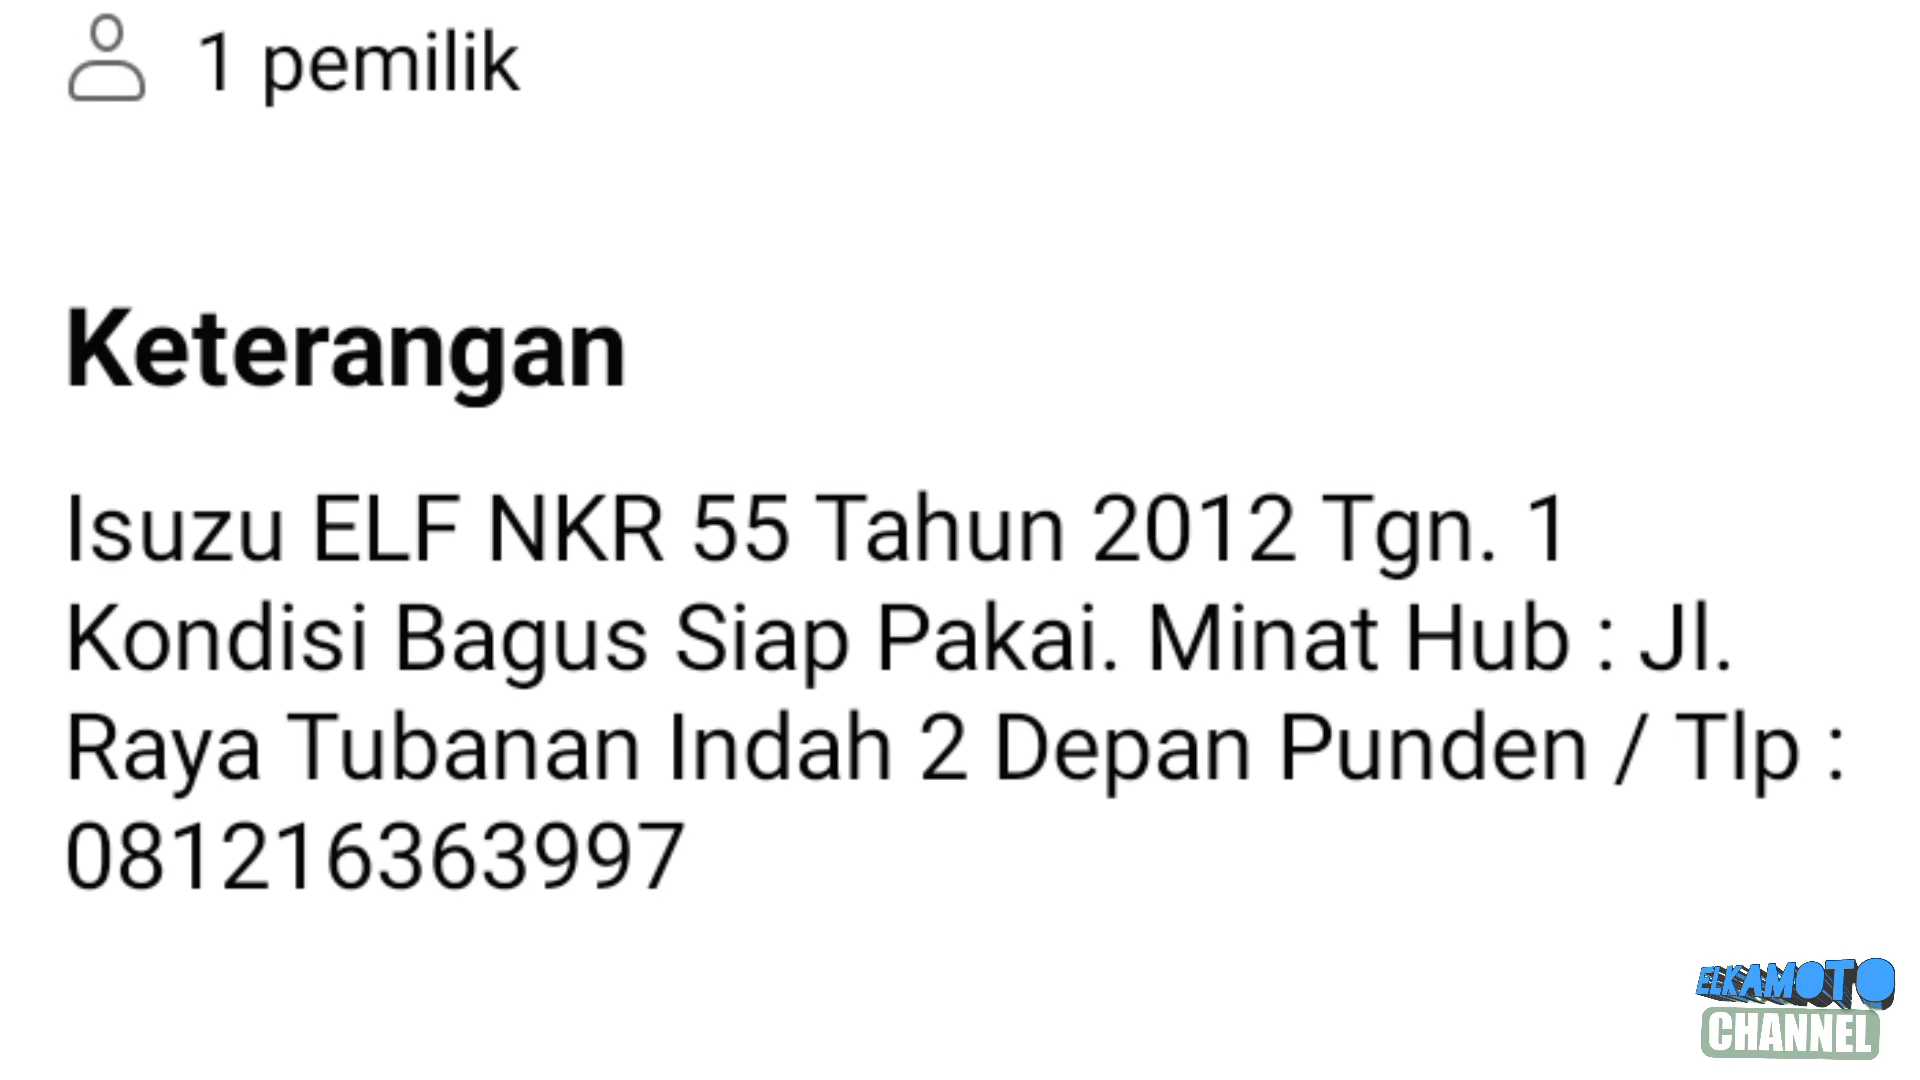 1 pemilik
Keterangan
Isuzu ELF NKR 55 Tahun 2012 Tgn. 1
Kondisi Bagus Siap Pakai. Minat Hub : Jl.
Raya Tubanan Indah 2 Depan Punden / Tlp :
081216363997
ELKAMOTO
CHANNEL